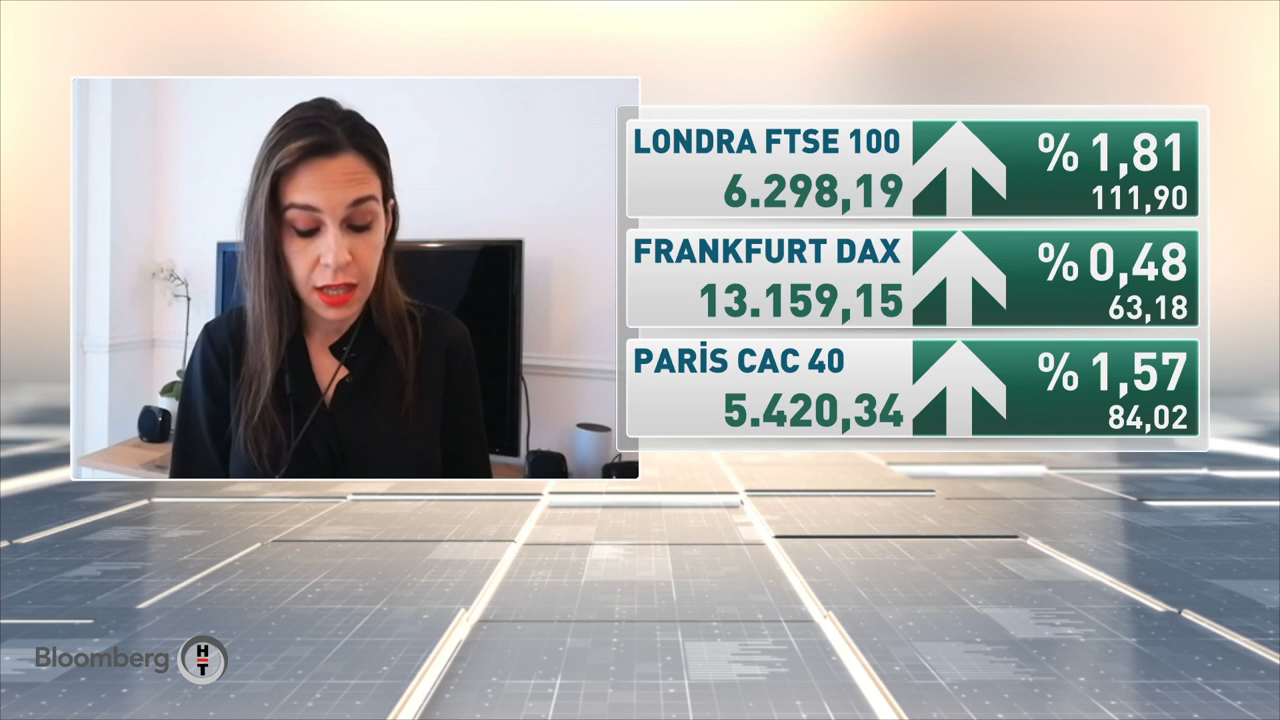 LONDRA FTSE 100
6.298,19
% 1,81
111,90
FRANKFURT DAX
13.159,15
% 0,48
63,18
PARİS CAC 40
5.420,34
% 1,57
84,02
Bloomberg HT